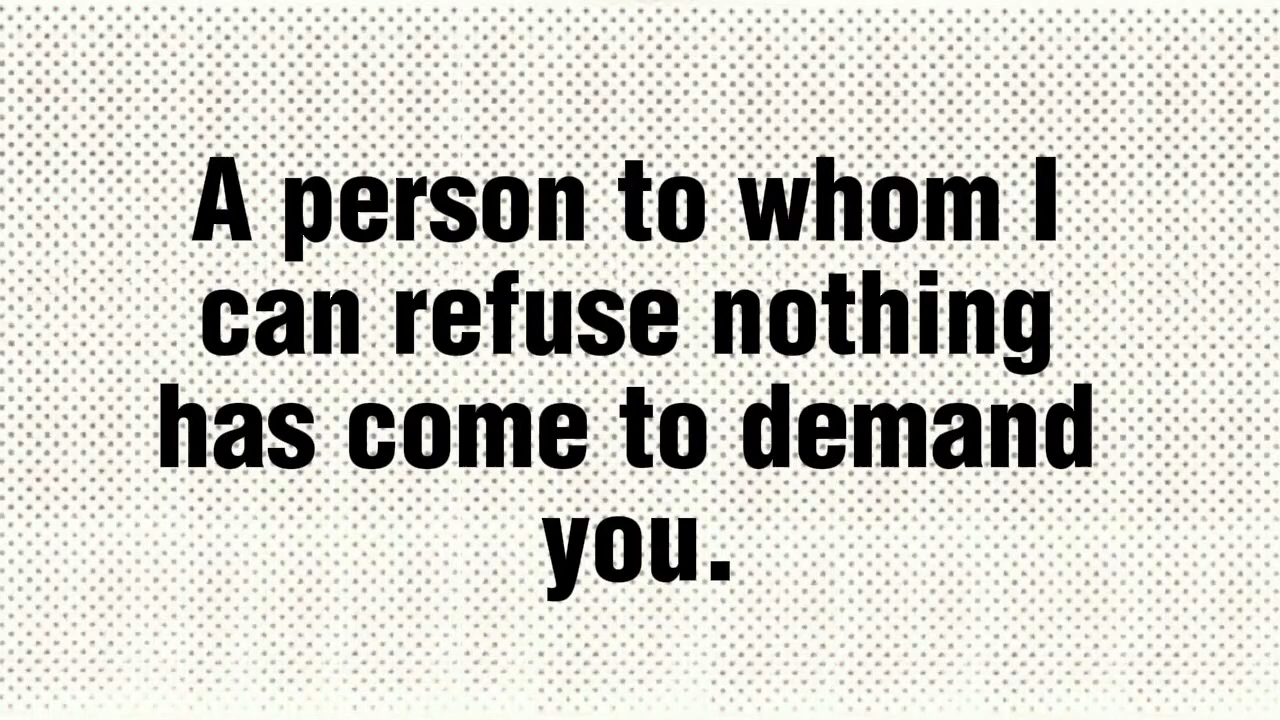 A person to whom I
can refuse nothing
has come to demand
you.